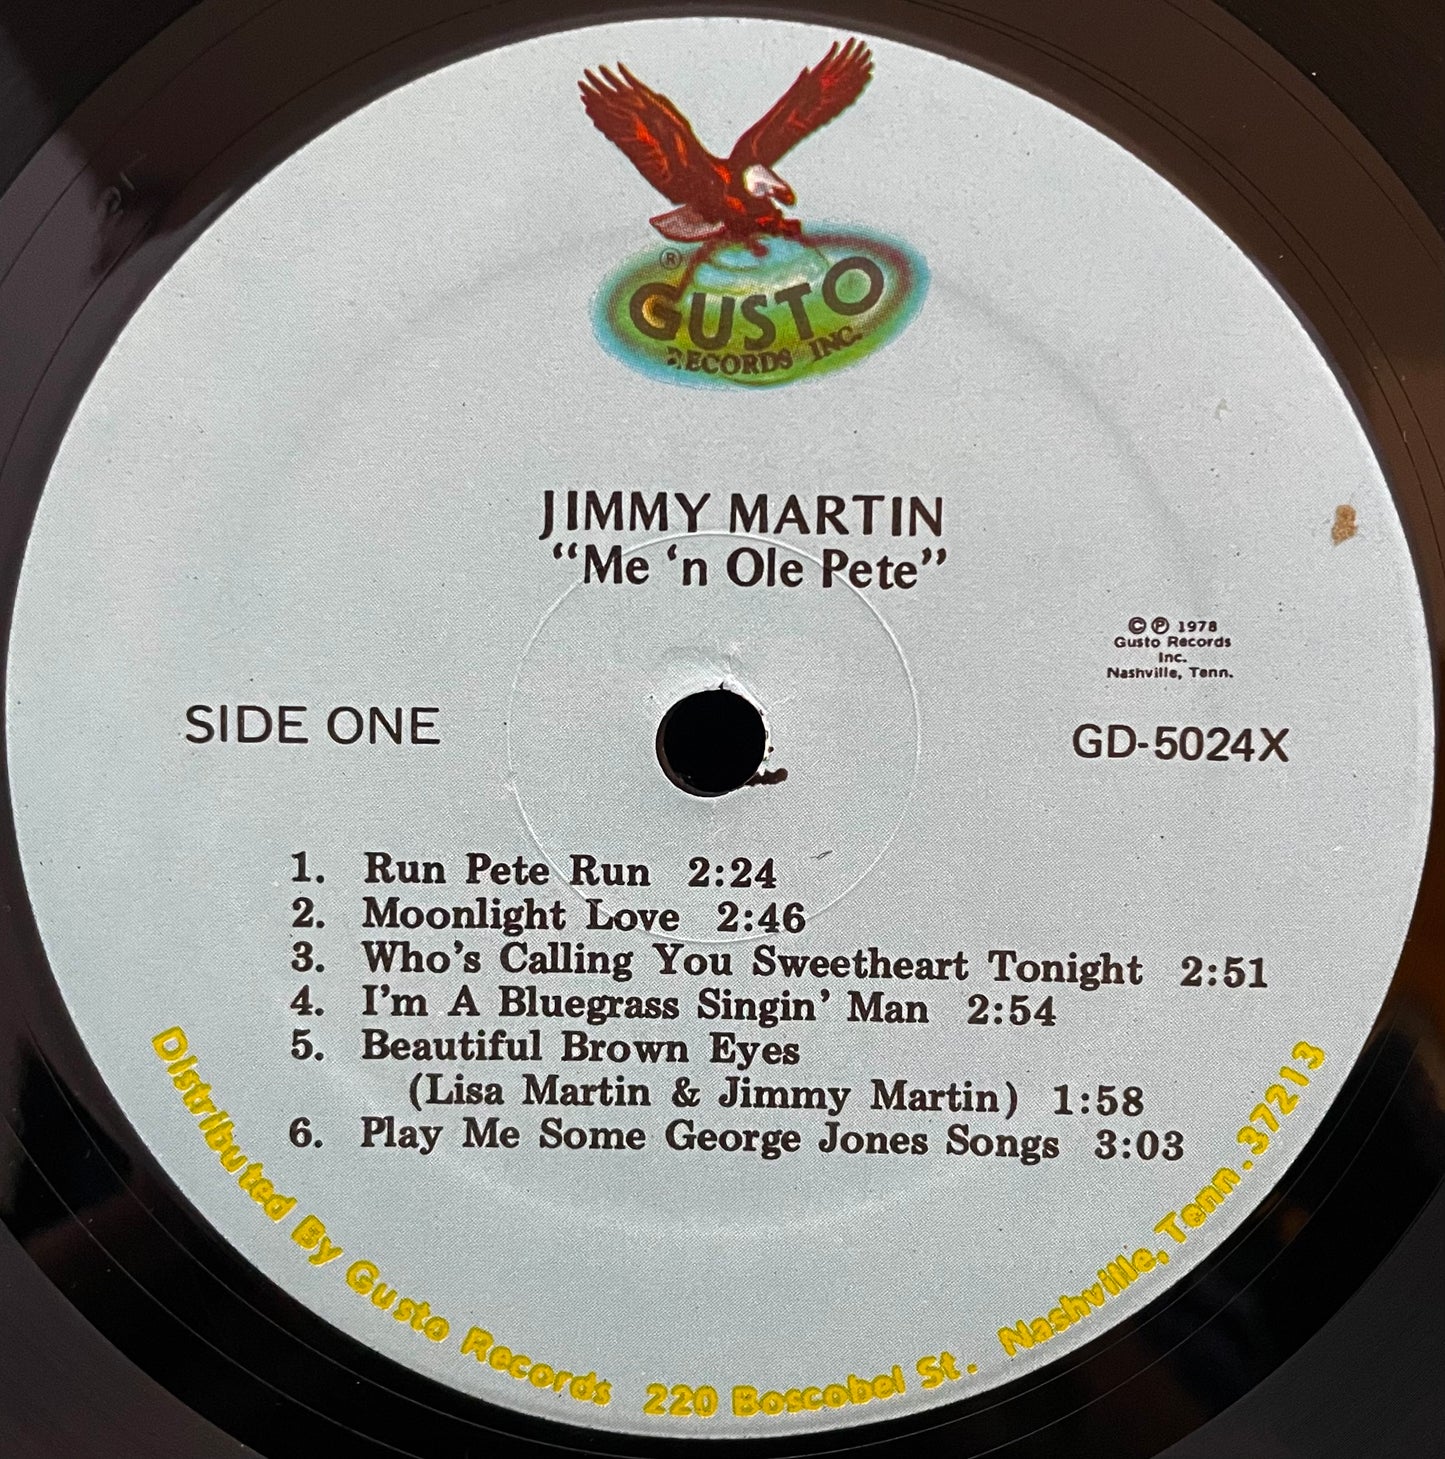 ®
GUSTO
RECORDS INC.
JIMMY MARTIN
“Me ‘n Ole Pete”
© ℗ 1978
Gusto Records
Inc.
Nashville, Tenn.
SIDE ONE
GD-5024X
1. Run Pete Run 2:24
2. Moonlight Love 2:46
3. Who’s Calling You Sweetheart Tonight 2:51
4. I’m A Bluegrass Singin’ Man 2:54
5. Beautiful Brown Eyes
(Lisa Martin & Jimmy Martin) 1:58
6. Play Me Some George Jones Songs 3:03
Distributed By Gusto Records 220 Boscobel St. Nashville, Tenn. 37213